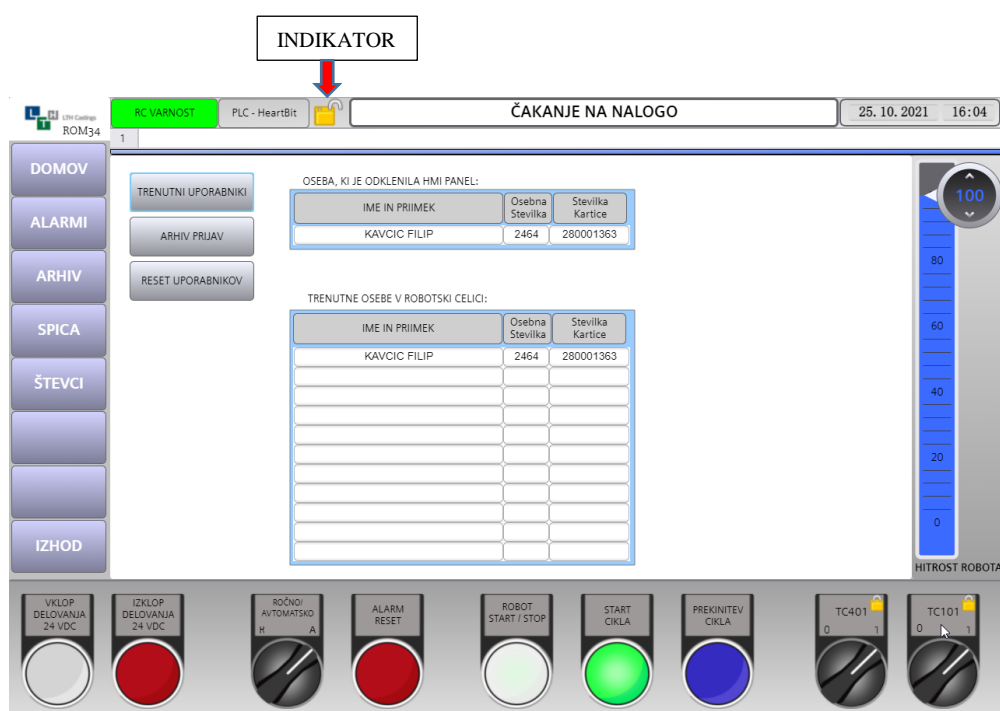 INDIKATOR
LTH Castings
ROM34
RC VARNOST
PLC - HeartBit
ČAKANJE NA NALOGO
25. 10. 2021 16:04
1
DOMOV
ALARMI
ARHIV
SPICA
ŠTEVCI
IZHOD
TRENUTNI UPORABNIKI
ARHIV PRIJAV
RESET UPORABNIKOV
OSEBA, KI JE ODKLENILA HMI PANEL:
IME IN PRIIMEK
Osebna
Stevilka
Stevilka
Kartice
KAVCIC FILIP 2464 280001363
TRENUTNE OSEBE V ROBOTSKI CELICI:
IME IN PRIIMEK
Osebna
Stevilka
Stevilka
Kartice
KAVCIC FILIP 2464 280001363
100
80
60
40
20
0
HITROST ROBOTA
VKLOP
DELOVANJA
24 VDC
IZKLOP
DELOVANJA
24 VDC
ROČNO/
AVTOMATSKO
R A
ALARM
RESET
ROBOT
START / STOP
START
CIKLA
PREKINITEV
CIKLA
TC401
0 1
TC101
0 1